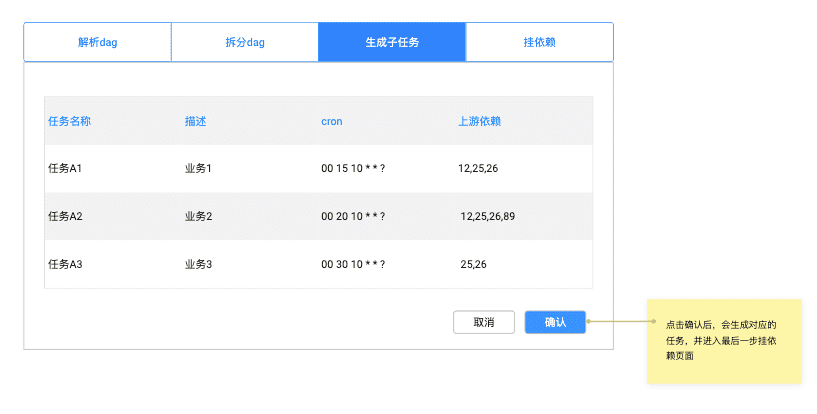 解析dag 拆分dag 生成子任务 挂依赖
任务名称 描述 cron 上游依赖
任务A1 业务1 00 15 10 * * ? 12,25,26
任务A2 业务2 00 20 10 * * ? 12,25,26,89
任务A3 业务3 00 30 10 * * ? 25,26
取消 确认
点击确认后，会生成对应的
任务，并进入最后一步挂依
赖页面